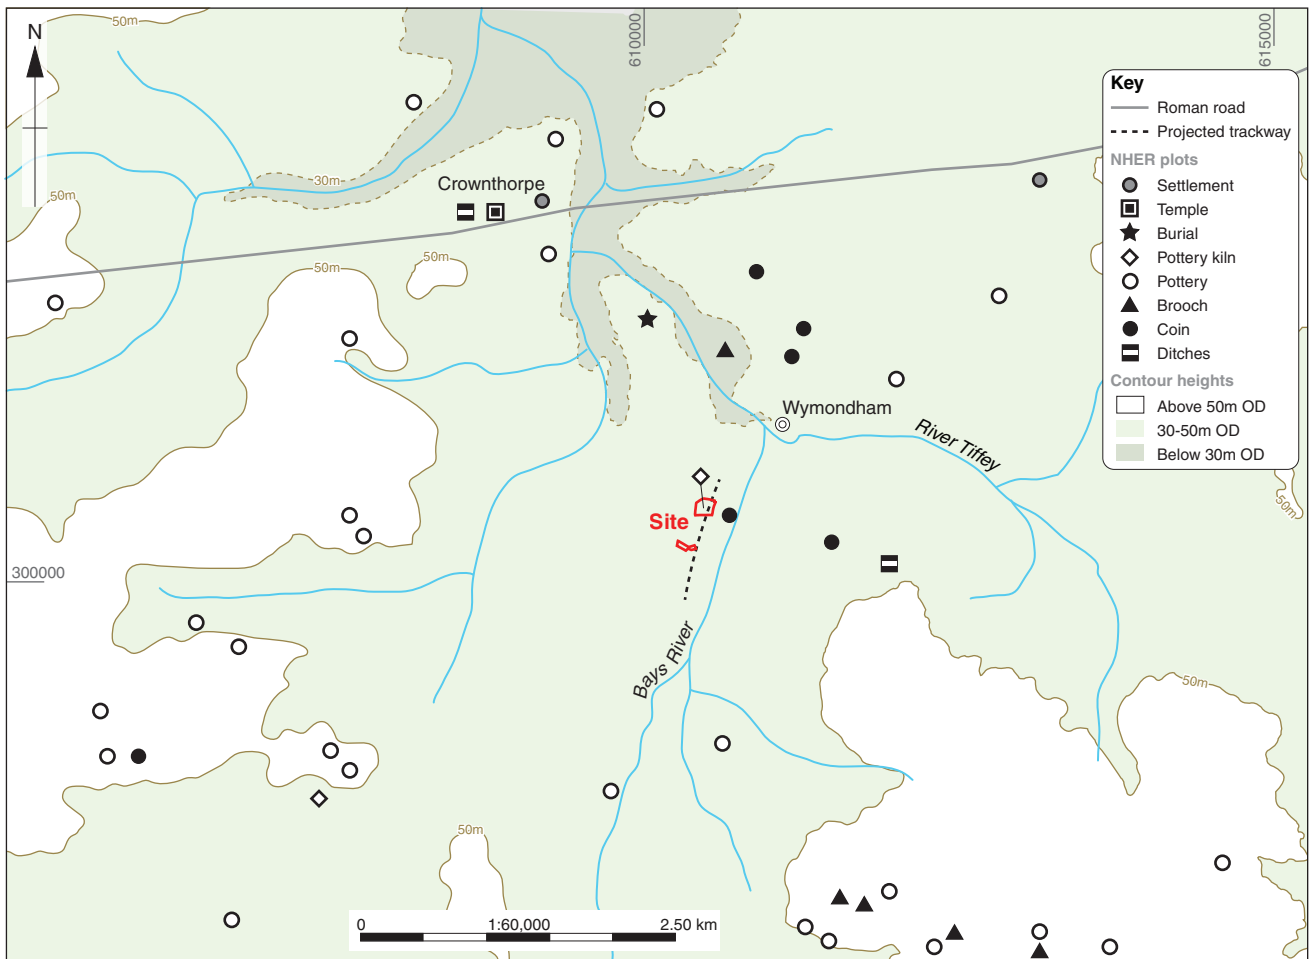 50m
N
610000
615000
Key
Roman road
Projected trackway
NHER plots
Settlement
Temple
Burial
Pottery kiln
Pottery
Brooch
Coin
Ditches
Contour heights
Above 50m OD
30-50m OD
Below 30m OD
30m
Crownthorpe
50m
50m
50m
Wymondham
River Tiffey
50m
Site
300000
Bays River
50m
50m
0 1:60,000 2.50 km